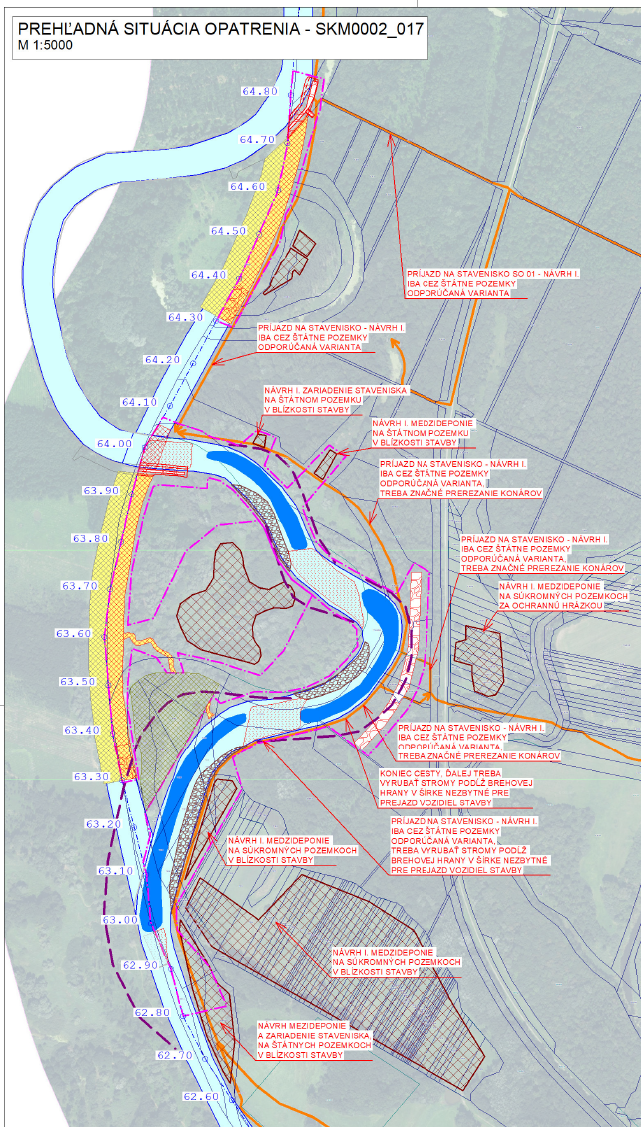 PREHĽADNÁ SITUÁCIA OPATRENIA - SKM0002_017
M 1:5000
64.80
64.70
64.60
64.50
64.40
64.30
64.20
64.10
64.00
63.90
63.80
63.70
63.60
63.50
63.40
63.30
63.20
63.10
63.00
62.90
62.80
62.70
62.60
PRÍJAZD NA STAVENISKO SO 01 - NÁVRH I.
IBA CEZ ŠTÁTNE POZEMKY
ODPORÚČANÁ VARIANTA
PRÍJAZD NA STAVENISKO - NÁVRH I.
IBA CEZ ŠTÁTNE POZEMKY
ODPORÚČANÁ VARIANTA
NÁVRH I. ZARIADENIE STAVENISKA
NA ŠTÁTNOM POZEMKU
V BLÍZKOSTI STAVBY
NÁVRH I. MEDZIDEPONIE
NA ŠTÁTNOM POZEMKU
V BLÍZKOSTI STAVBY
PRÍJAZD NA STAVENISKO - NÁVRH I.
IBA CEZ ŠTÁTNE POZEMKY
ODPORÚČANÁ VARIANTA,
TREBA ZNAČNÉ PREREZANIE KONÁROV
PRÍJAZD NA STAVENISKO - NÁVRH I.
IBA CEZ ŠTÁTNE POZEMKY
ODPORÚČANÁ VARIANTA,
TREBA ZNAČNÉ PREREZANIE KONÁROV
NÁVRH I. MEDZIDEPONIE
NA SÚKROMNÝCH POZEMKOCH
ZA OCHRANNÚ HRÁDZKOU
PRÍJAZD NA STAVENISKO - NÁVRH I.
IBA CEZ ŠTÁTNE POZEMKY
ODPORÚČANÁ VARIANTA,
TREBA ZNAČNÉ PREREZANIE KONÁROV
KONIEC CESTY, ĎALEJ TREBA
VYRUBAŤ STROMY PODĽŽ BREHOVEJ
HRANY V ŠÍRKE NEZBYTNÉ PRE
PREJAZD VOZIDIEL STAVBY
PRÍJAZD NA STAVENISKO - NÁVRH I.
IBA CEZ ŠTÁTNE POZEMKY
ODPORÚČANÁ VARIANTA,
TREBA VYRUBAŤ STROMY PODĽŽ
BREHOVEJ HRANY V ŠÍRKE NEZBYTNÉ
PRE PREJAZD VOZIDIEL STAVBY
NÁVRH I. MEDZIDEPONIE
NA SÚKROMNÝCH POZEMKOCH
V BLÍZKOSTI STAVBY
NÁVRH I. MEDZIDEPONIE
NA SÚKROMNÝCH POZEMKOCH
V BLÍZKOSTI STAVBY
NÁVRH MEZIDEPONIE
A ZARIADENIE STAVENISKA,
NA ŠTÁTNYCH POZEMKOCH
V BLÍZKOSTI STAVBY